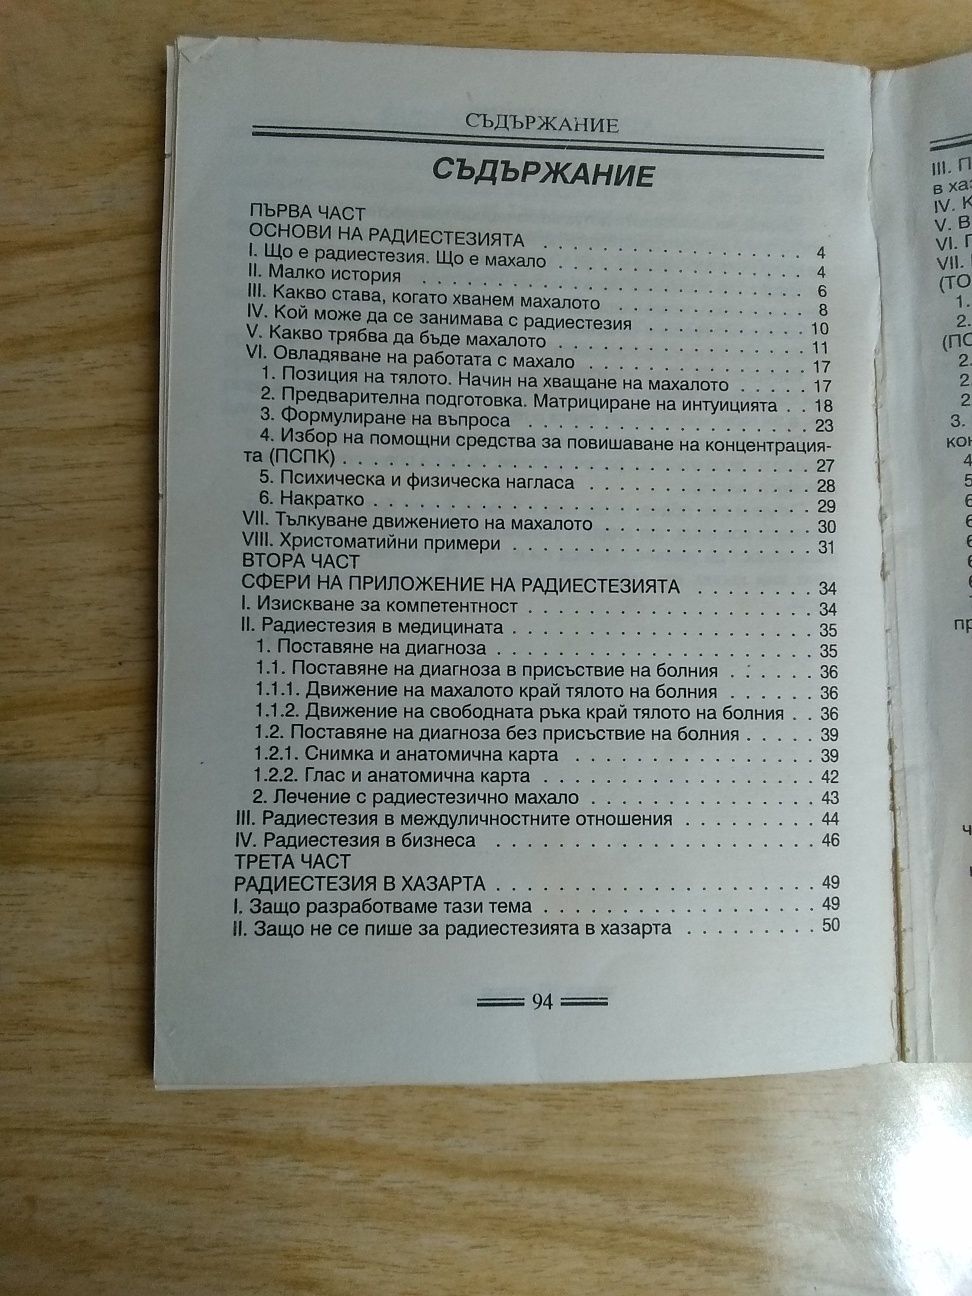 СЪДЪРЖАНИЕ
СЪДЪРЖАНИЕ
ПЪРВА ЧАСТ
ОСНОВИ НА РАДИЕСТЕЗИЯТА . . . . . . . . . . . . . . . . . 4
I. Що е радиестезия. Що е махало . . . . . . . . . . . . . . . . 4
II. Малко история . . . . . . . . . . . . . . . . . . . . . . . . . 6
III. Какво става, когато хванем махалото . . . . . . . . . . . . . 8
IV. Кой може да се занимава с радиестезия . . . . . . . . . . 10
V. Какво трябва да бъде махалото . . . . . . . . . . . . . . . . 11
VI. Овладяване на работата с махало . . . . . . . . . . . . . . 17
1. Позиция на тялото. Начин на хващане на махалото . . . . . 17
2. Предварителна подготовка. Матрициране на интуицията . . 18
3. Формулиране на въпроса . . . . . . . . . . . . . . . . . . 23
4. Избор на помощни средства за повишаване на концентрация-
та (ПСПК) . . . . . . . . . . . . . . . . . . . . . . . . . . . . . 27
5. Психическа и физическа нагласа . . . . . . . . . . . . . . 28
6. Накратко . . . . . . . . . . . . . . . . . . . . . . . . . . . . 29
VII. Тълкуване движението на махалото . . . . . . . . . . . . . 30
VIII. Христоматийни примери . . . . . . . . . . . . . . . . . . . 31
ВТОРА ЧАСТ
СФЕРИ НА ПРИЛОЖЕНИЕ НА РАДИЕСТЕЗИЯТА . . . . . . . . 34
I. Изискване за компетентност . . . . . . . . . . . . . . . . . . 34
II. Радиестезия в медицината . . . . . . . . . . . . . . . . . . . 35
1. Поставяне на диагноза . . . . . . . . . . . . . . . . . . . . 35
1.1. Поставяне на диагноза в присъствие на болния . . . . . . 36
1.1.1. Движение на махалото край тялото на болния . . . . . . 36
1.1.2. Движение на свободната ръка край тялото на болния . . 36
1.2. Поставяне на диагноза без присъствие на болния . . . . . 39
1.2.1. Снимка и анатомична карта . . . . . . . . . . . . . . . 39
1.2.2. Глас и анатомична карта . . . . . . . . . . . . . . . . . 42
2. Лечение с радиестезично махало . . . . . . . . . . . . . . 43
III. Радиестезия в междуличностните отношения . . . . . . . . . 44
IV. Радиестезия в бизнеса . . . . . . . . . . . . . . . . . . . . 46
ТРЕТА ЧАСТ
РАДИЕСТЕЗИЯ В ХАЗАРТА . . . . . . . . . . . . . . . . . . . . 49
I. Защо разработваме тази тема . . . . . . . . . . . . . . . . . 49
II. Защо не се пише за радиестезията в хазарта . . . . . . . . . 50
94
III.
в
IV.
V.
VI.
VII.
1.
2.
2.
3.